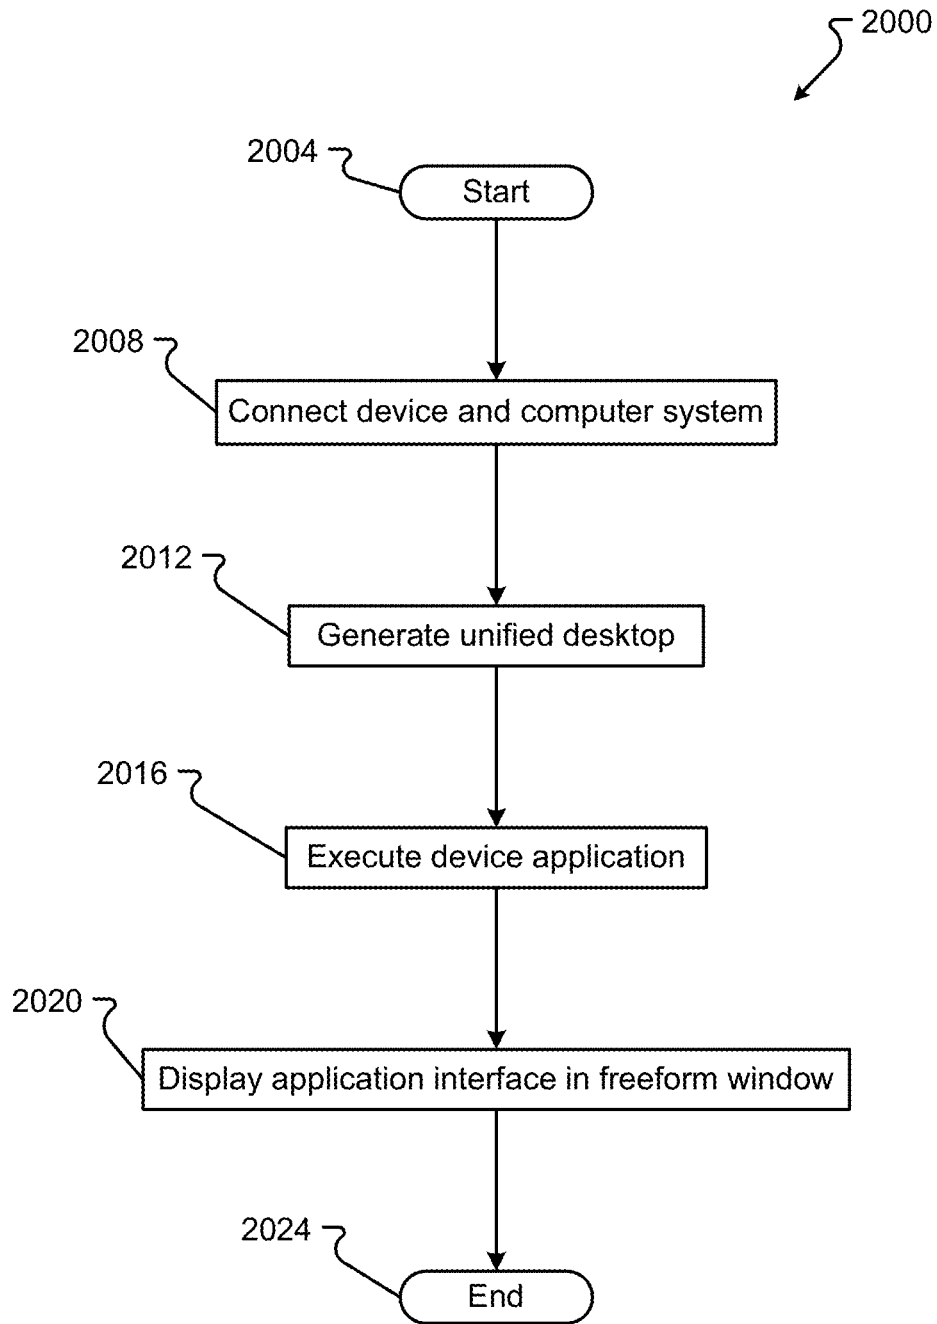 2000
2004
Start
2008
Connect device and computer system
2012
Generate unified desktop
2016
Execute device application
2020
Display application interface in freeform window
2024
End